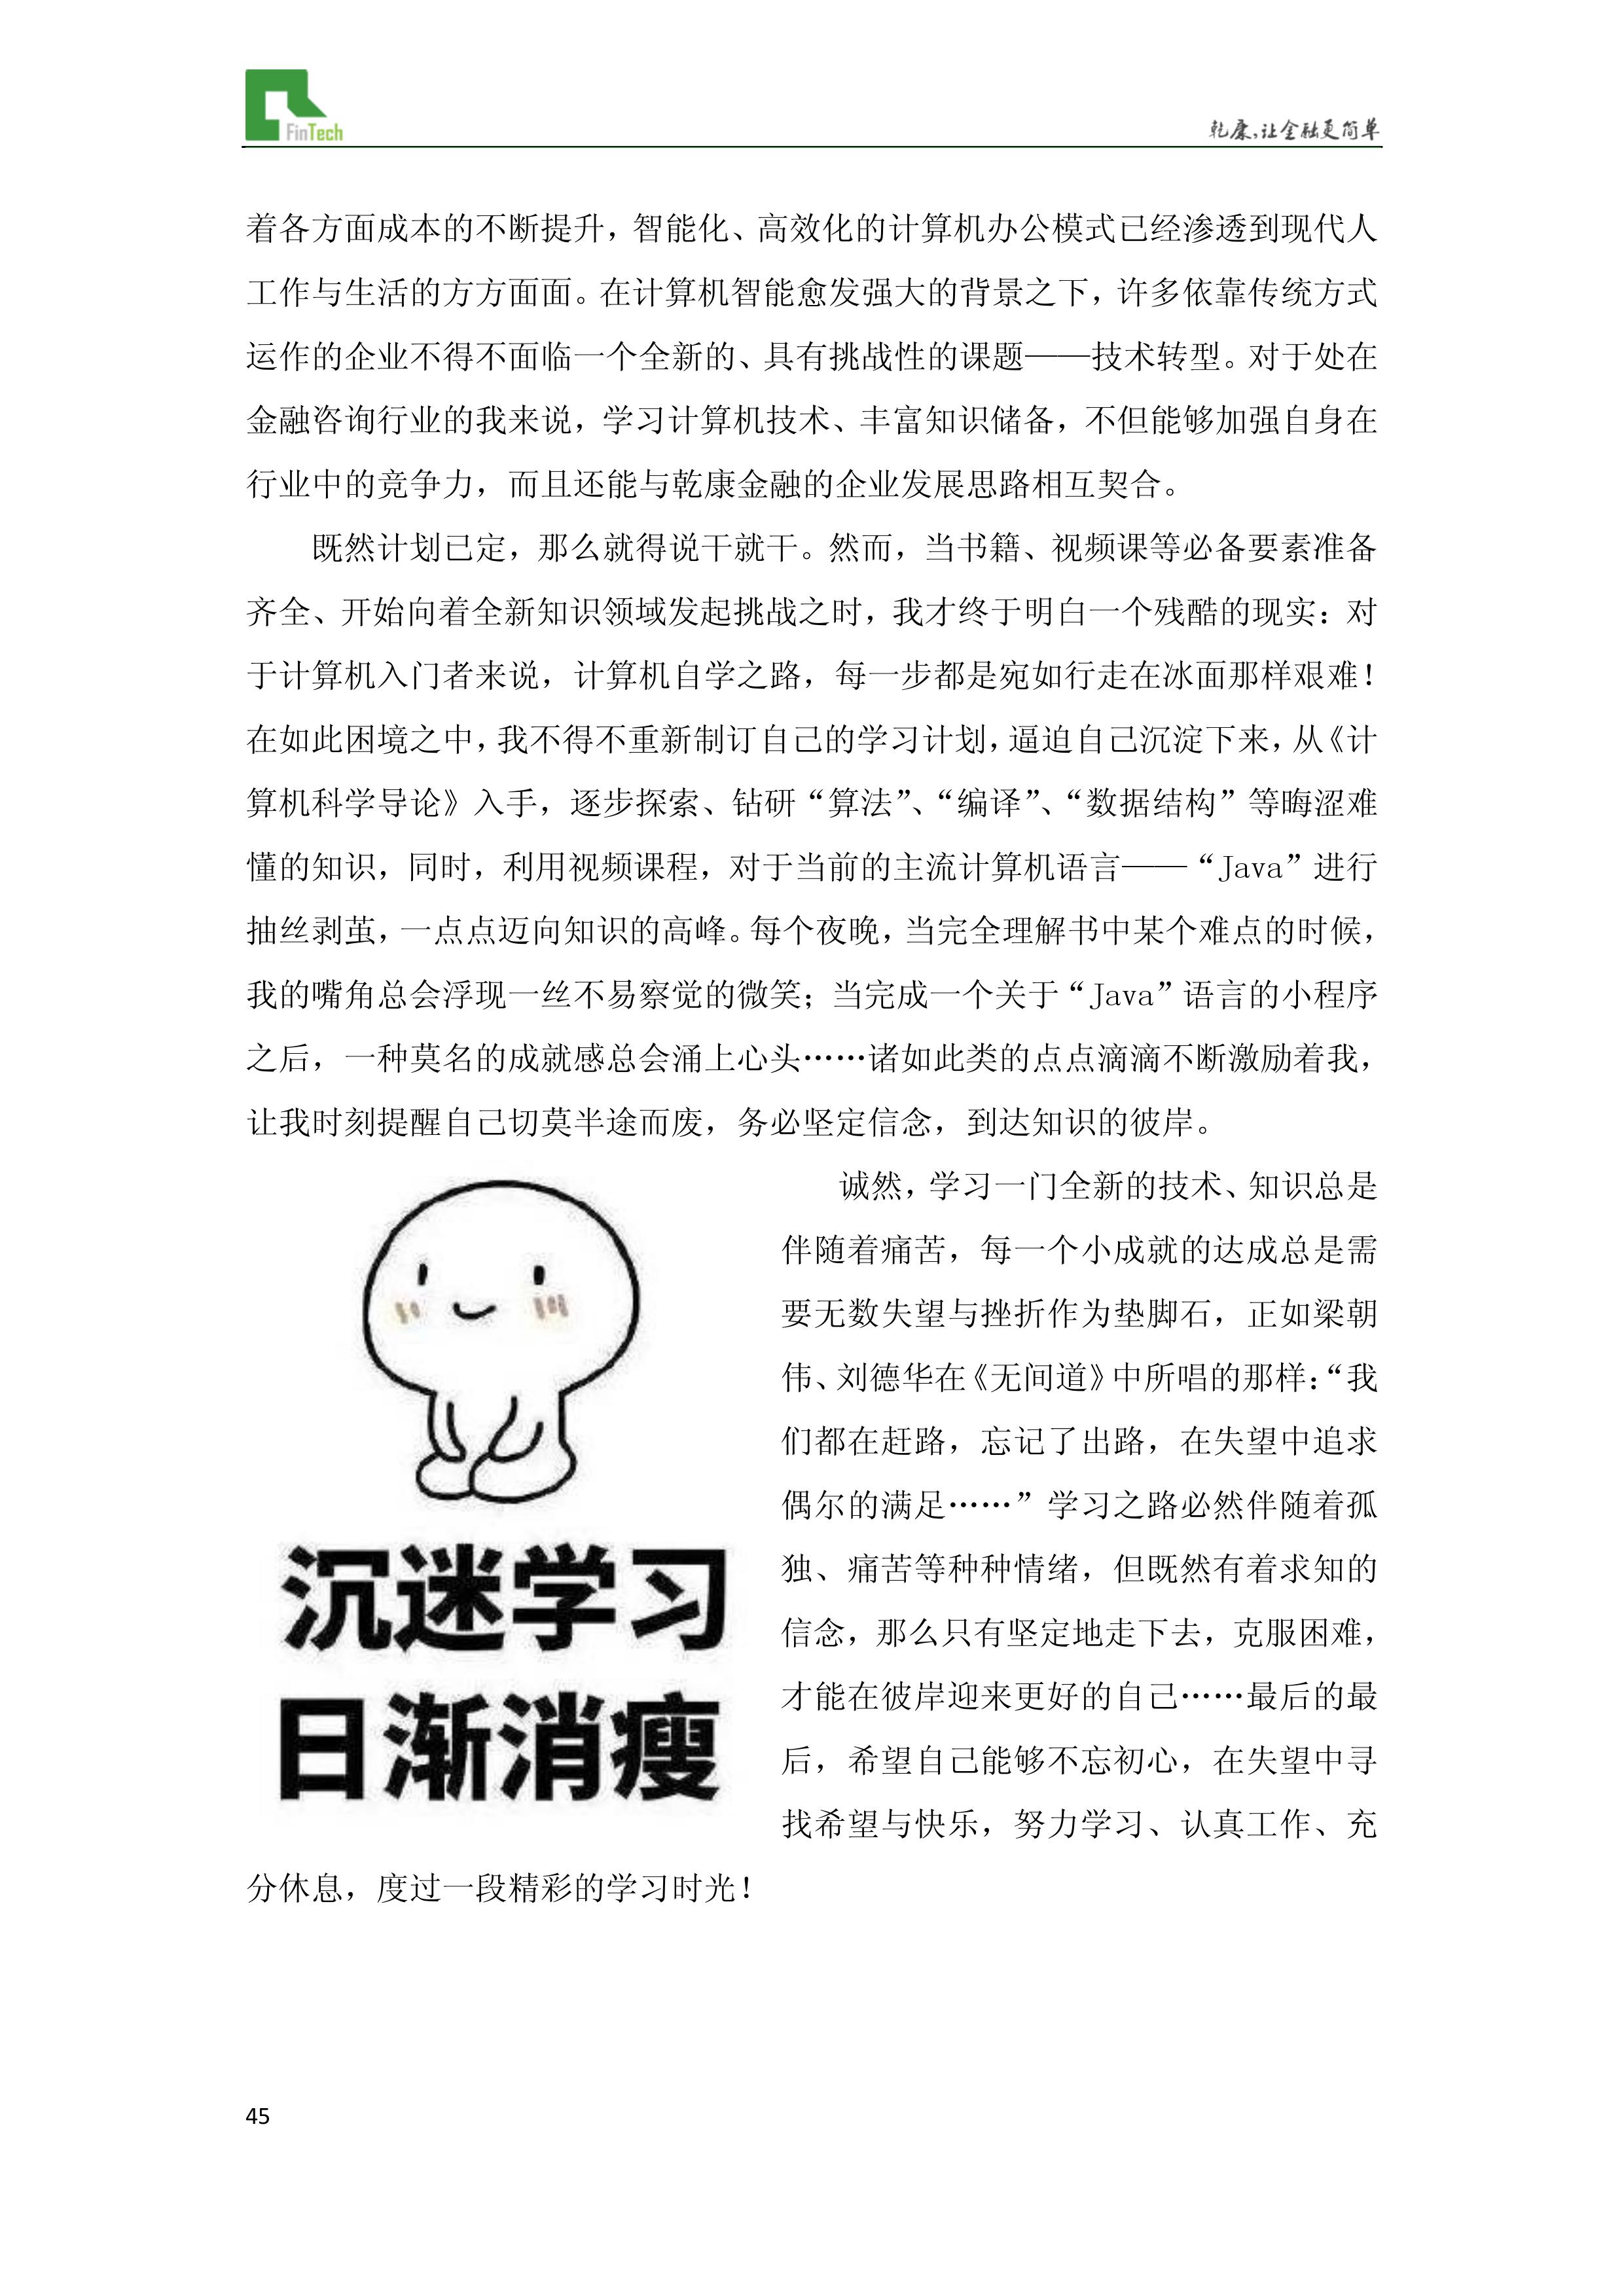 FinTech
乾康,让金融更简单
着各方面成本的不断提升，智能化、高效化的计算机办公模式已经渗透到现代人
工作与生活的方方面面。在计算机智能愈发强大的背景之下，许多依靠传统方式
运作的企业不得不面临一个全新的、具有挑战性的课题——技术转型。对于处在
金融咨询行业的我来说，学习计算机技术、丰富知识储备，不但能够加强自身在
行业中的竞争力，而且还能与乾康金融的企业发展思路相互契合。
既然计划已定，那么就得说干就干。然而，当书籍、视频课等必备要素准备
齐全、开始向着全新知识领域发起挑战之时，我才终于明白一个残酷的现实：对
于计算机入门者来说，计算机自学之路，每一步都是宛如行走在冰面那样艰难！
在如此困境之中，我不得不重新制订自己的学习计划，逼迫自己沉淀下来，从《计
算机科学导论》入手，逐步探索、钻研“算法”、“编译”、“数据结构”等晦涩难
懂的知识，同时，利用视频课程，对于当前的主流计算机语言——“Java”进行
抽丝剥茧，一点点迈向知识的高峰。每个夜晚，当完全理解书中某个难点的时候，
我的嘴角总会浮现一丝不易察觉的微笑；当完成一个关于“Java”语言的小程序
之后，一种莫名的成就感总会涌上心头……诸如此类的点点滴滴不断激励着我，
让我时刻提醒自己切莫半途而废，务必坚定信念，到达知识的彼岸。
诚然，学习一门全新的技术、知识总是
伴随着痛苦，每一个小成就的达成总是需
要无数失望与挫折作为垫脚石，正如梁朝
伟、刘德华在《无间道》中所唱的那样：“我
们都在赶路，忘记了出路，在失望中追求
偶尔的满足……”学习之路必然伴随着孤
独、痛苦等种种情绪，但既然有着求知的
信念，那么只有坚定地走下去，克服困难，
才能在彼岸迎来更好的自己……最后的最
后，希望自己能够不忘初心，在失望中寻
找希望与快乐，努力学习、认真工作、充
分休息，度过一段精彩的学习时光！
沉迷学习
日渐消瘦
45